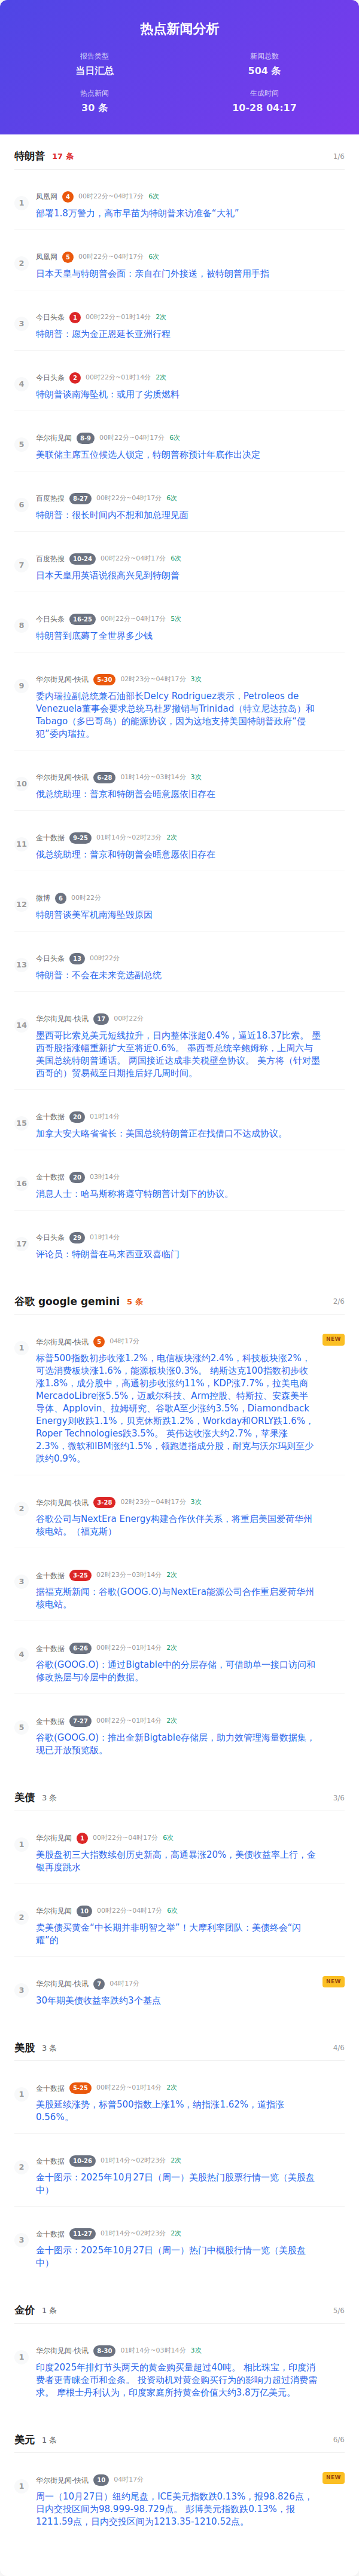 热点新闻分析
报告类型
当日汇总
新闻总数
504 条
热点新闻
30 条
生成时间
10-28 04:17
特朗普 17 条 1/6
1
凤凰网 4 00时22分~04时17分 6次
部署1.8万警力，高市早苗为特朗普来访准备“大礼”
2
凤凰网 5 00时22分~04时17分 6次
日本天皇与特朗普会面：亲自在门外接送，被特朗普用手指
3
今日头条 1 00时22分~01时14分 2次
特朗普：愿为金正恩延长亚洲行程
4
今日头条 2 00时22分~01时14分 2次
特朗普谈南海坠机：或用了劣质燃料
5
华尔街见闻 8-9 00时22分~04时17分 6次
美联储主席五位候选人锁定，特朗普称预计年底作出决定
6
百度热搜 8-27 00时22分~04时17分 6次
特朗普：很长时间内不想和加总理见面
7
百度热搜 10-24 00时22分~04时17分 6次
日本天皇用英语说很高兴见到特朗普
8
今日头条 16-25 00时22分~04时17分 5次
特朗普到底薅了全世界多少钱
9
华尔街见闻-快讯 5-30 02时23分~04时17分 3次
委内瑞拉副总统兼石油部长Delcy Rodriguez表示，Petroleos de
Venezuela董事会要求总统马杜罗撤销与Trinidad（特立尼达拉岛）和
Tabago（多巴哥岛）的能源协议，因为这地支持美国特朗普政府“侵
犯”委内瑞拉。
10
华尔街见闻-快讯 6-28 01时14分~03时14分 3次
俄总统助理：普京和特朗普会晤意愿依旧存在
11
金十数据 9-25 01时14分~02时23分 2次
俄总统助理：普京和特朗普会晤意愿依旧存在
12
微博 6 00时22分
特朗普谈美军机南海坠毁原因
13
今日头条 13 00时22分
特朗普：不会在未来竞选副总统
14
华尔街见闻-快讯 17 00时22分
墨西哥比索兑美元短线拉升，日内整体涨超0.4%，逼近18.37比索。 墨
西哥股指涨幅重新扩大至将近0.6%。 墨西哥总统辛鲍姆称，上周六与
美国总统特朗普通话。 两国接近达成非关税壁垒协议。 美方将（针对墨
西哥的）贸易截至日期推后好几周时间。
15
金十数据 20 01时14分
加拿大安大略省省长：美国总统特朗普正在找借口不达成协议。
16
金十数据 20 03时14分
消息人士：哈马斯称将遵守特朗普计划下的协议。
17
今日头条 29 01时14分
评论员：特朗普在马来西亚双喜临门
谷歌 google gemini 5 条 2/6
1
华尔街见闻-快讯 5 04时17分 NEW
标普500指数初步收涨1.2%，电信板块涨约2.4%，科技板块涨2%，
可选消费板块涨1.6%，能源板块涨0.3%。 纳斯达克100指数初步收
涨1.8%，成分股中，高通初步收涨约11%，KDP涨7.7%，拉美电商
MercadoLibre涨5.5%，迈威尔科技、Arm控股、特斯拉、安森美半
导体、Applovin、拉姆研究、谷歌A至少涨约3.5%，Diamondback
Energy则收跌1.1%，贝克休斯跌1.2%，Workday和ORLY跌1.6%，
Roper Technologies跌3.5%。 英伟达收涨大约2.7%，苹果涨
2.3%，微软和IBM涨约1.5%，领跑道指成分股，耐克与沃尔玛则至少
跌约0.9%。
2
华尔街见闻-快讯 3-28 02时23分~04时17分 3次
谷歌公司与NextEra Energy构建合作伙伴关系，将重启美国爱荷华州
核电站。（福克斯）
3
金十数据 3-25 02时23分~03时14分 2次
据福克斯新闻：谷歌(GOOG.O)与NextEra能源公司合作重启爱荷华州
核电站。
4
金十数据 6-26 00时22分~01时14分 2次
谷歌(GOOG.O)：通过Bigtable中的分层存储，可借助单一接口访问和
修改热层与冷层中的数据。
5
金十数据 7-27 00时22分~01时14分 2次
谷歌(GOOG.O)：推出全新Bigtable存储层，助力效管理海量数据集，
现已开放预览版。
美债 3 条 3/6
1
华尔街见闻 1 00时22分~04时17分 6次
美股盘初三大指数续创历史新高，高通暴涨20%，美债收益率上行，金
银再度跳水
2
华尔街见闻 10 00时22分~04时17分 6次
卖美债买黄金“中长期并非明智之举”！大摩利率团队：美债终会“闪
耀”的
3
华尔街见闻-快讯 7 04时17分 NEW
30年期美债收益率跌约3个基点
美股 3 条 4/6
1
金十数据 5-25 00时22分~01时14分 2次
美股延续涨势，标普500指数上涨1%，纳指涨1.62%，道指涨
0.56%。
2
金十数据 10-26 01时14分~02时23分 2次
金十图示：2025年10月27日（周一）美股热门股票行情一览（美股盘
中）
3
金十数据 11-27 01时14分~02时23分 2次
金十图示：2025年10月27日（周一）热门中概股行情一览（美股盘
中）
金价 1 条 5/6
1
华尔街见闻-快讯 8-30 01时14分~03时14分 3次
印度2025年排灯节头两天的黄金购买量超过40吨。 相比珠宝，印度消
费者更青睐金币和金条。 投资动机对黄金购买行为的影响力超过消费需
求。 摩根士丹利认为，印度家庭所持黄金价值大约3.8万亿美元。
美元 1 条 6/6
1
华尔街见闻-快讯 10 04时17分 NEW
周一（10月27日）纽约尾盘，ICE美元指数跌0.13%，报98.826点，
日内交投区间为98.999-98.729点。 彭博美元指数跌0.13%，报
1211.59点，日内交投区间为1213.35-1210.52点。